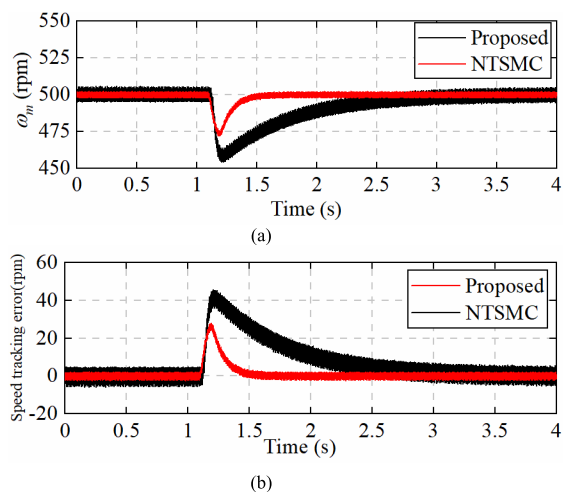 550
525
500
475
450
ωm (rpm)
Proposed
NTSMC
0 0.5 1 1.5 2 2.5 3 3.5 4
Time (s)
(a)
60
40
20
0
-20
Speed tracking error(rpm)
Proposed
NTSMC
0 0.5 1 1.5 2 2.5 3 3.5 4
Time (s)
(b)